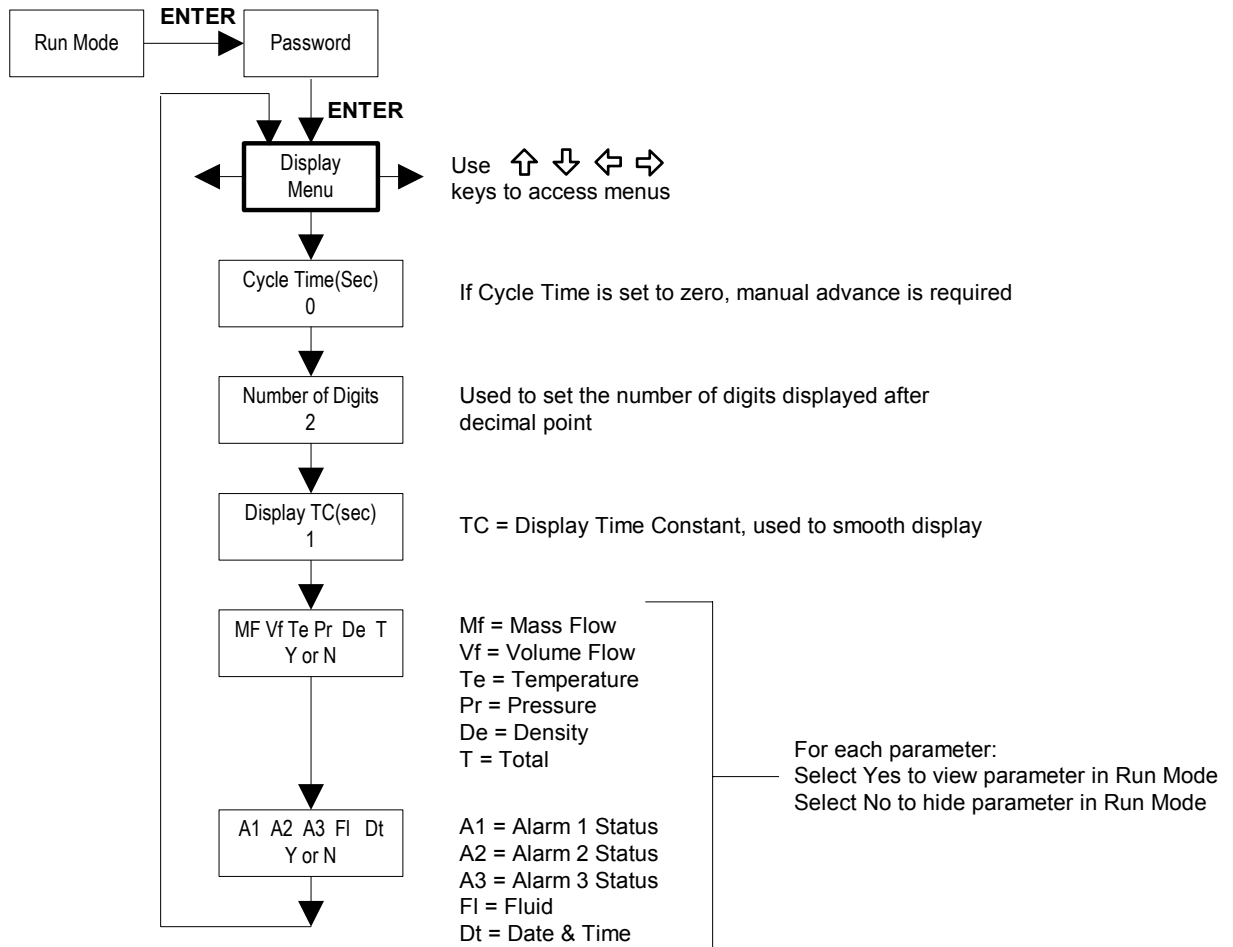 ENTER
Run Mode
Password
ENTER
Display
Menu
Use
keys to access menus
Cycle Time(Sec)
0
If Cycle Time is set to zero, manual advance is required
Number of Digits
2
Used to set the number of digits displayed after
decimal point
Display TC(sec)
1
TC = Display Time Constant, used to smooth display
MF Vf Te Pr De T
Y or N
Mf = Mass Flow
Vf = Volume Flow
Te = Temperature
Pr = Pressure
De = Density
T = Total
For each parameter:
Select Yes to view parameter in Run Mode
Select No to hide parameter in Run Mode
A1 A2 A3 Fl Dt
Y or N
A1 = Alarm 1 Status
A2 = Alarm 2 Status
A3 = Alarm 3 Status
Fl = Fluid
Dt = Date & Time